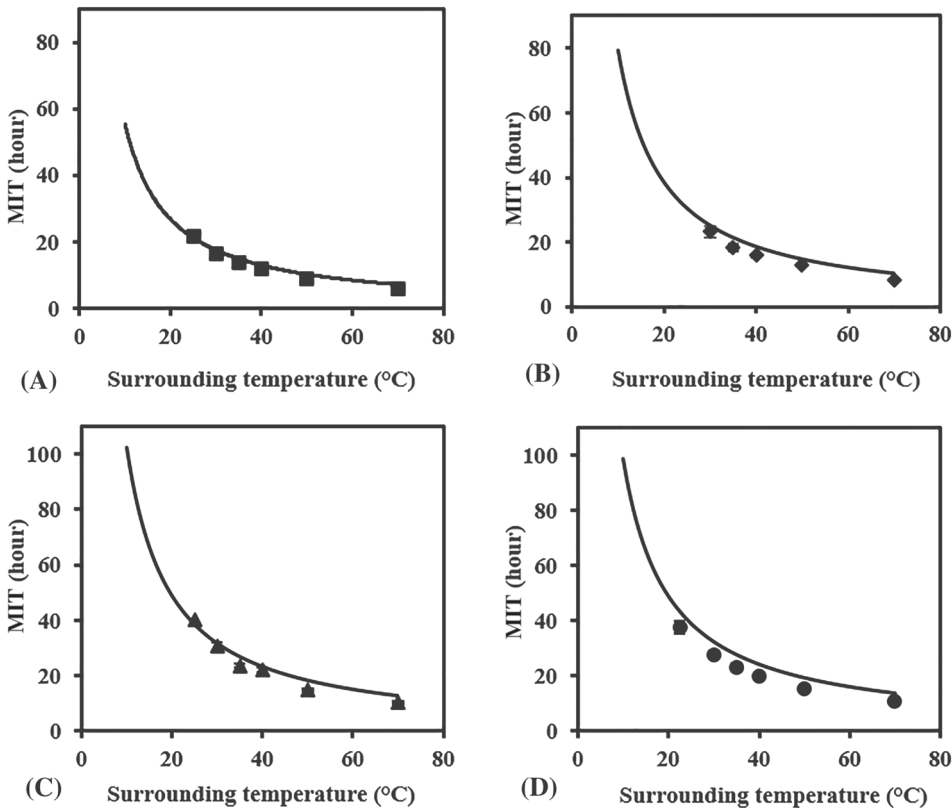 80
60
40
20
0
MIT (hour)
0 20 40 60 80
(A) Surrounding temperature (°C)
80
60
40
20
0
MIT (hour)
0 20 40 60 80
(B) Surrounding temperature (°C)
100
80
60
40
20
0
MIT (hour)
0 20 40 60 80
(C) Surrounding temperature (°C)
100
80
60
40
20
0
MIT (hour)
0 20 40 60 80
(D) Surrounding temperature (°C)